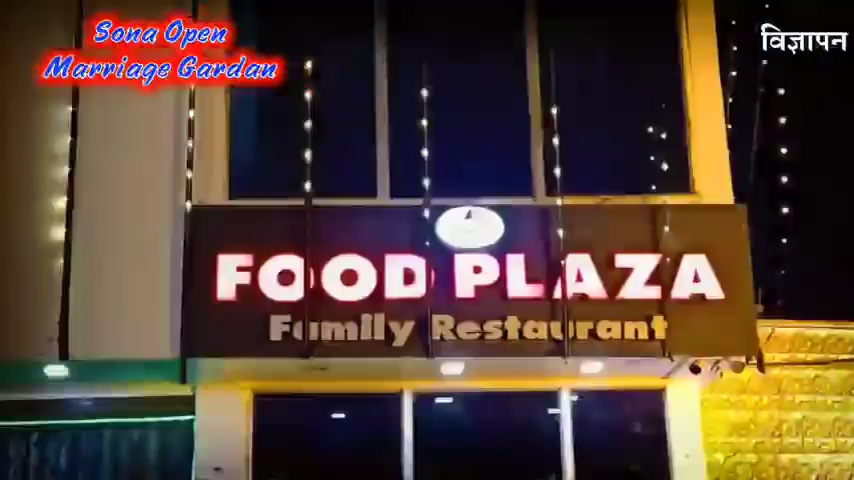 Sona Open
Marriage Gardan
विज्ञापन
FOOD PLAZA
Family Restaurant